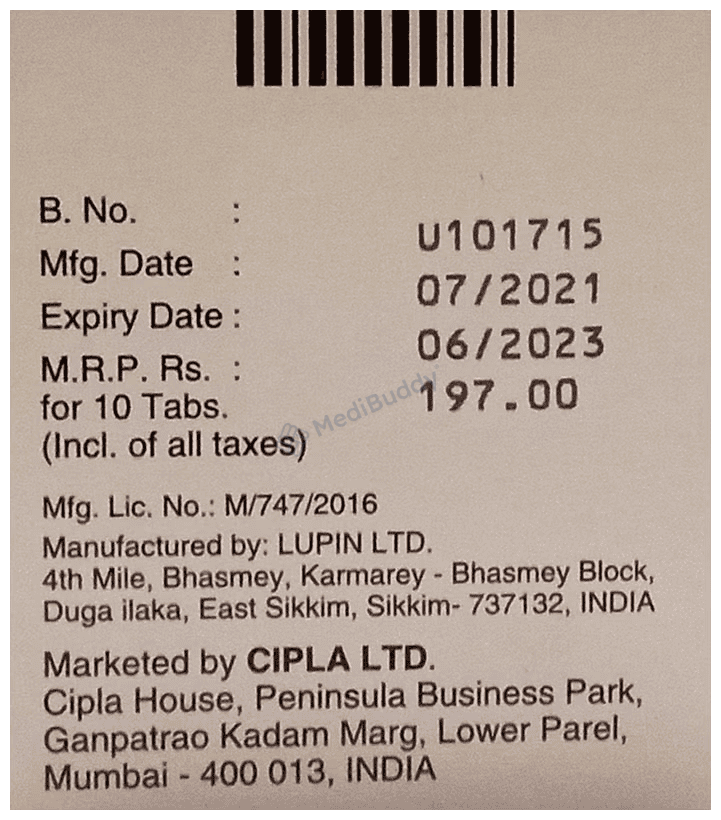 B. No. : U101715
Mfg. Date : 07/2021
Expiry Date : 06/2023
M.R.P. Rs. : 197.00
for 10 Tabs.
MediBuddy
(Incl. of all taxes)
Mfg. Lic. No.: M/747/2016
Manufactured by: LUPIN LTD.
4th Mile, Bhasmey, Karmarey - Bhasmey Block,
Duga ilaka, East Sikkim, Sikkim- 737132, INDIA
Marketed by CIPLA LTD.
Cipla House, Peninsula Business Park,
Ganpatrao Kadam Marg, Lower Parel,
Mumbai - 400 013, INDIA